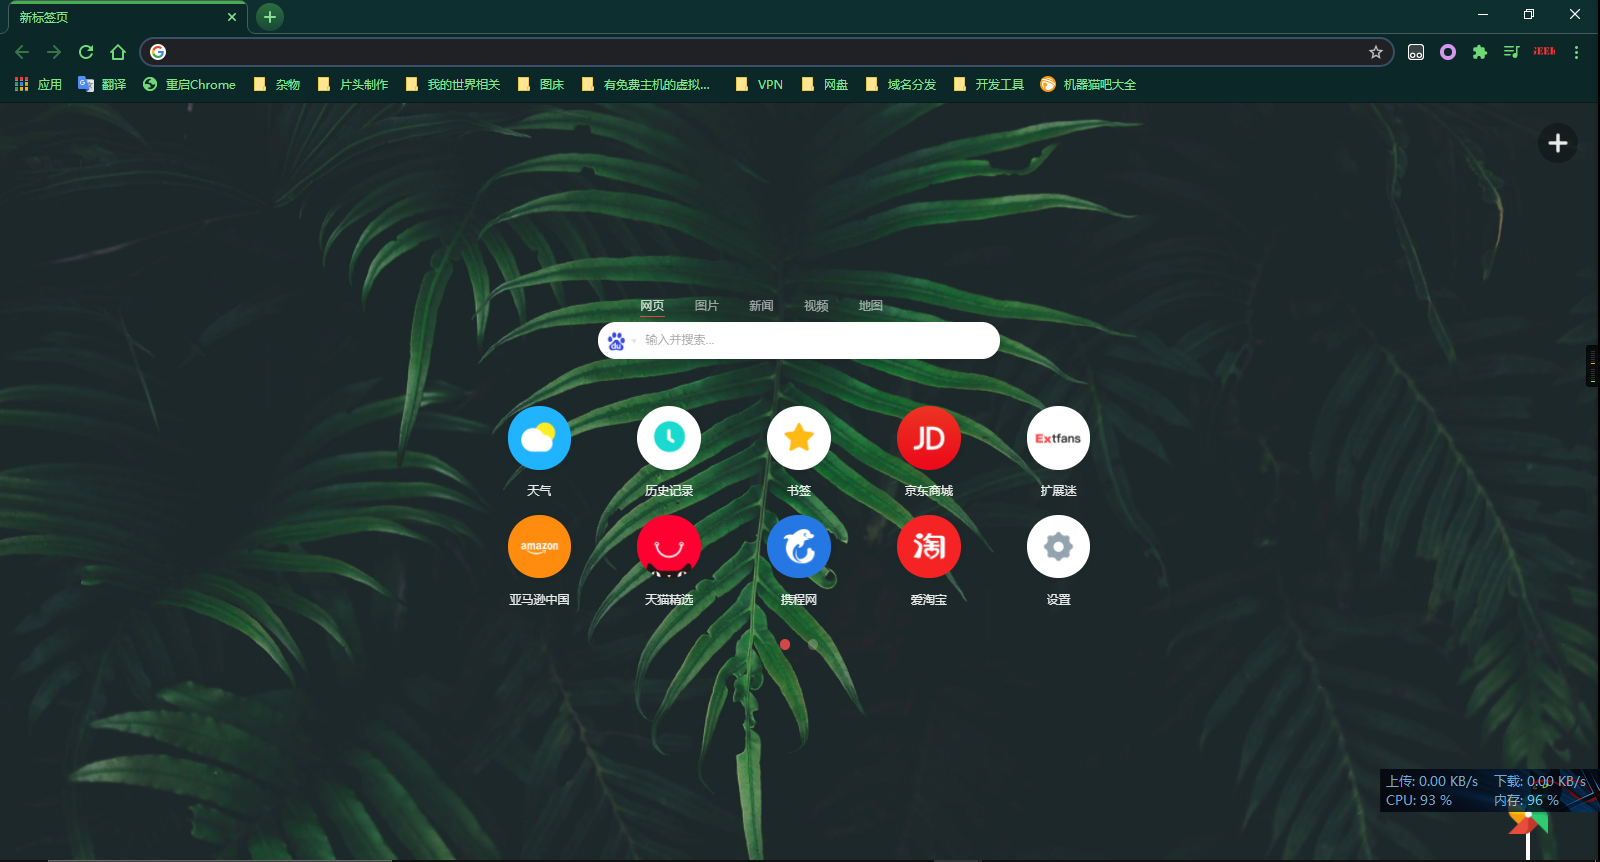 新标签页
应用 翻译 重启Chrome 杂物 片头制作 我的世界相关 图床 有免费主机的虚拟... VPN 网盘 域名分发 开发工具 机器猫吧大全
网页 图片 新闻 视频 地图
du 输入并搜索...
JD Extfans
天气 历史记录 书签 京东商城 扩展迷
amazon 淘
亚马逊中国 天猫精选 携程网 爱淘宝 设置
上传: 0.00 KB/s 下载: 0.00 KB/s
CPU: 93 % 内存: 96 %